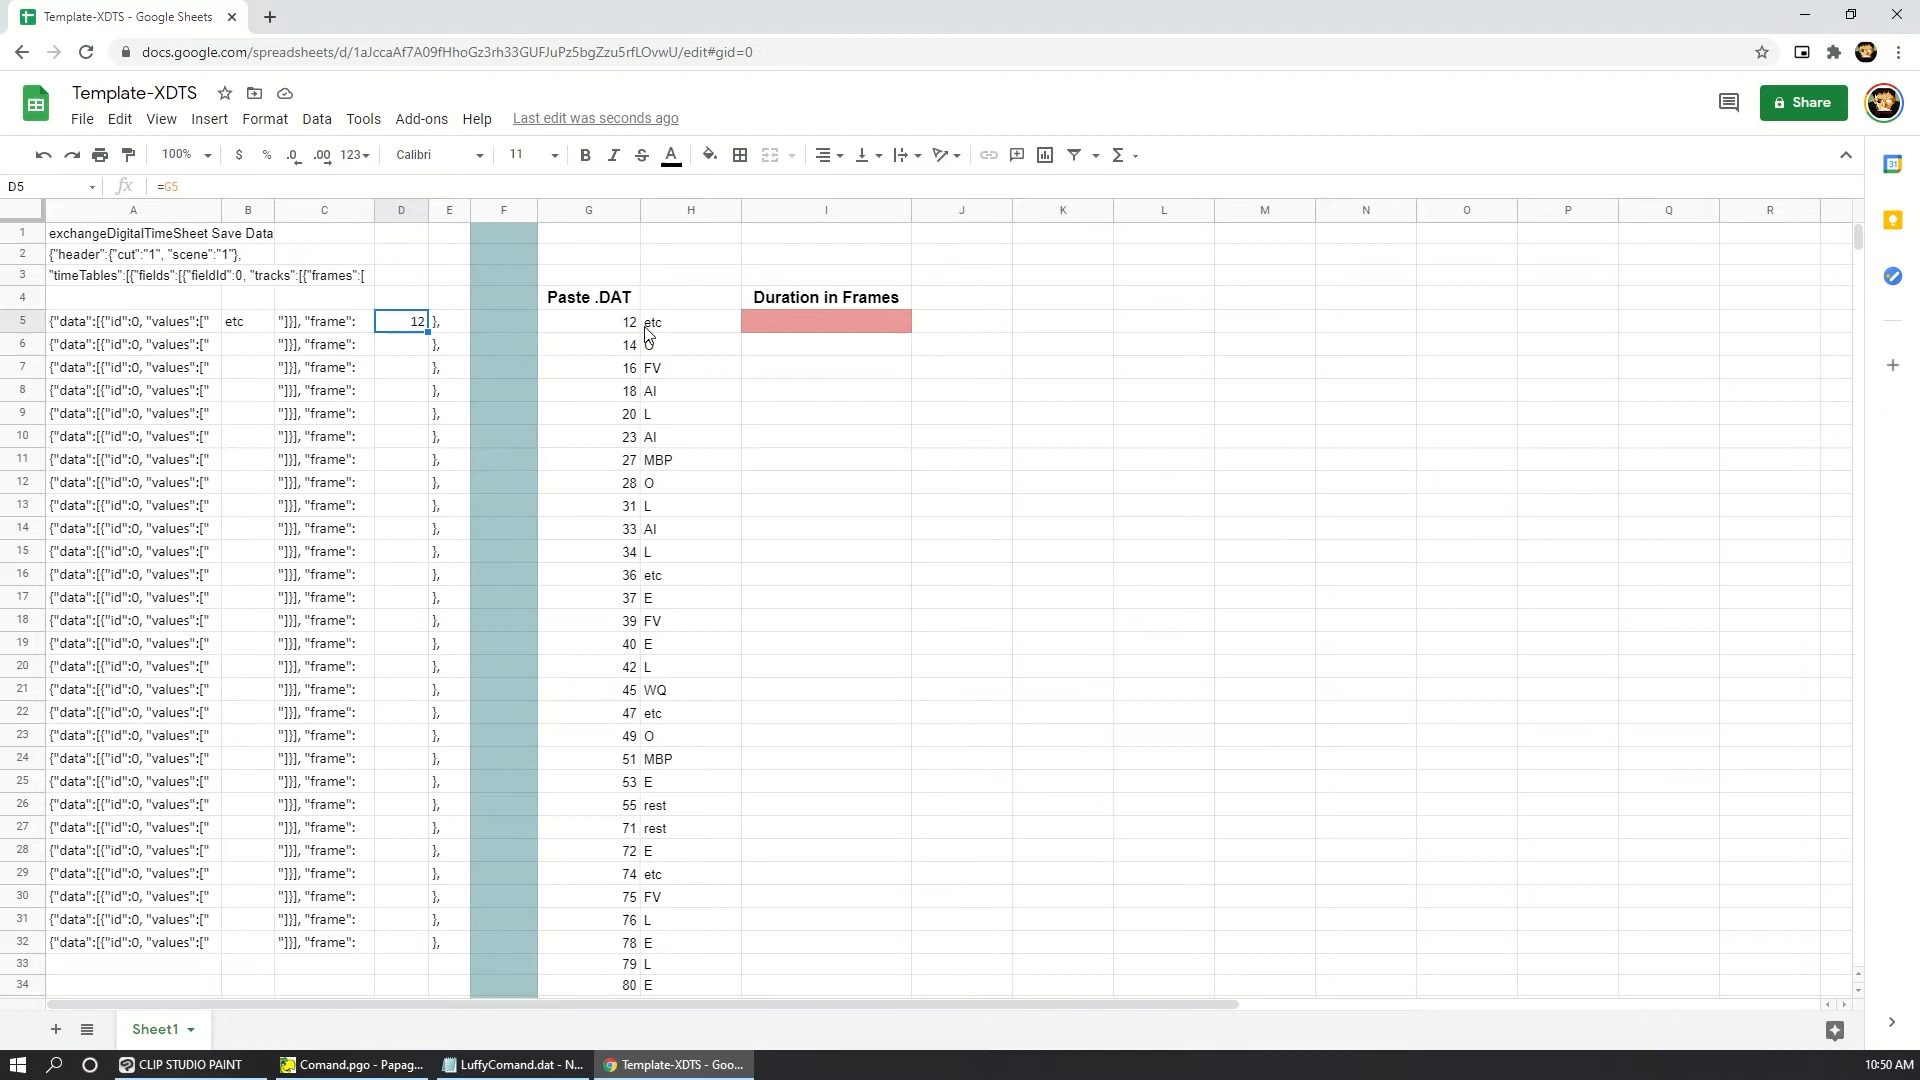 Template-XDTS - Google Sheets
docs.google.com/spreadsheets/d/1aJccaAf7A09fHhoGz3rh33GUFJuPz5bgZzu5rfLOvwU/edit#gid=0
Template-XDTS
Share
File Edit View Insert Format Data Tools Add-ons Help Last edit was seconds ago
100% $ % .0 .00 123 Calibri 11 B I S A
D5 fx =G5
A B C D E F G H I J K L M N O P Q R
1 exchangeDigitalTimeSheet Save Data
2 {"header":{"cut":"1", "scene":"1"},
3 "timeTables":[{"fields":[{"fieldId":0, "tracks":[{"frames":[
4 Paste .DAT Duration in Frames
5 {"data":[{"id":0, "values":[" etc "]}], "frame": 12 }, 12 etc
6 {"data":[{"id":0, "values":[" "]}], "frame": }, 14 O
7 {"data":[{"id":0, "values":[" "]}], "frame": }, 16 FV
8 {"data":[{"id":0, "values":[" "]}], "frame": }, 18 AI
9 {"data":[{"id":0, "values":[" "]}], "frame": }, 20 L
10 {"data":[{"id":0, "values":[" "]}], "frame": }, 23 AI
11 {"data":[{"id":0, "values":[" "]}], "frame": }, 27 MBP
12 {"data":[{"id":0, "values":[" "]}], "frame": }, 28 O
13 {"data":[{"id":0, "values":[" "]}], "frame": }, 31 L
14 {"data":[{"id":0, "values":[" "]}], "frame": }, 33 AI
15 {"data":[{"id":0, "values":[" "]}], "frame": }, 34 L
16 {"data":[{"id":0, "values":[" "]}], "frame": }, 36 etc
17 {"data":[{"id":0, "values":[" "]}], "frame": }, 37 E
18 {"data":[{"id":0, "values":[" "]}], "frame": }, 39 FV
19 {"data":[{"id":0, "values":[" "]}], "frame": }, 40 E
20 {"data":[{"id":0, "values":[" "]}], "frame": }, 42 L
21 {"data":[{"id":0, "values":[" "]}], "frame": }, 45 WQ
22 {"data":[{"id":0, "values":[" "]}], "frame": }, 47 etc
23 {"data":[{"id":0, "values":[" "]}], "frame": }, 49 O
24 {"data":[{"id":0, "values":[" "]}], "frame": }, 51 MBP
25 {"data":[{"id":0, "values":[" "]}], "frame": }, 53 E
26 {"data":[{"id":0, "values":[" "]}], "frame": }, 55 rest
27 {"data":[{"id":0, "values":[" "]}], "frame": }, 71 rest
28 {"data":[{"id":0, "values":[" "]}], "frame": }, 72 E
29 {"data":[{"id":0, "values":[" "]}], "frame": }, 74 etc
30 {"data":[{"id":0, "values":[" "]}], "frame": }, 75 FV
31 {"data":[{"id":0, "values":[" "]}], "frame": }, 76 L
32 {"data":[{"id":0, "values":[" "]}], "frame": }, 78 E
33 79 L
34 80 E
Sheet1
CLIP STUDIO PAINT Comand.pgo - Papag... LuffyComand.dat - N... Template-XDTS - Goo... 10:50 AM